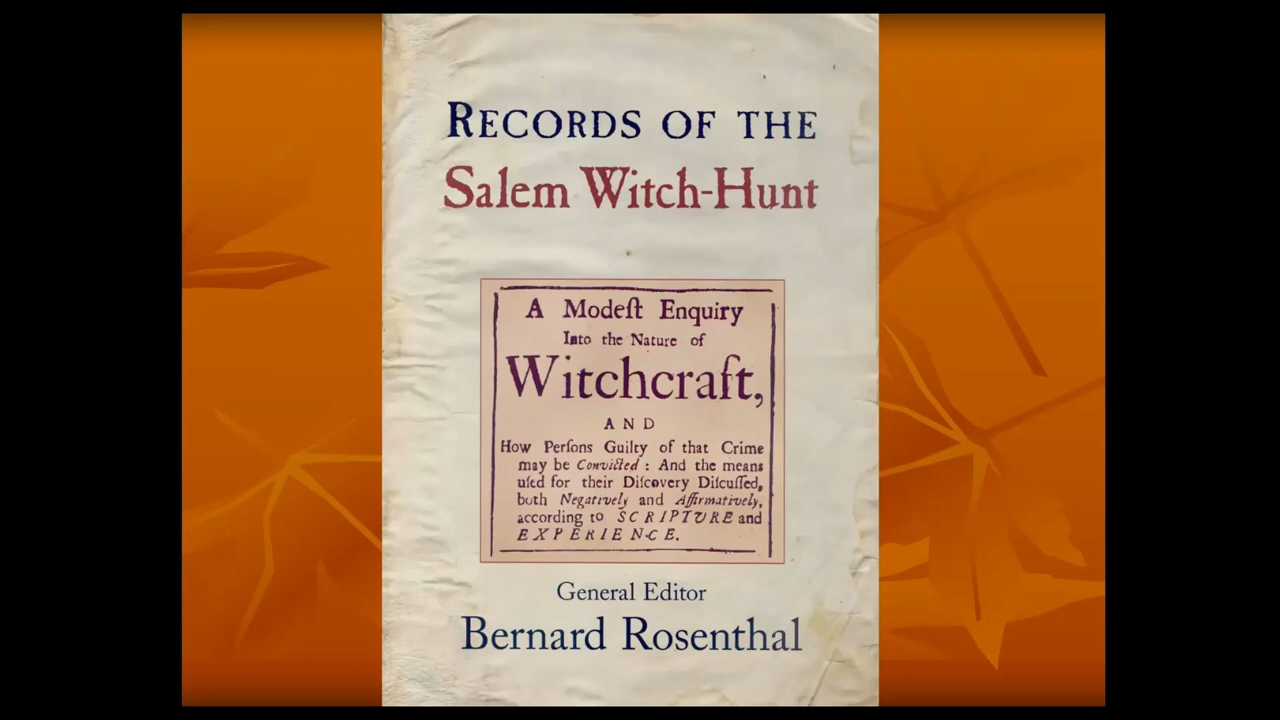 RECORDS OF THE
Salem Witch-Hunt
A Modeſt Enquiry
Into the Nature of
Witchcraft,
AND
How Perſons Guilty of that Crime
may be Convicted : And the means
uſed for their Diſcovery Diſcuſſed,
both Negatively and Affirmatively,
according to SCRIPTURE and
EXPERIENCE.
General Editor
Bernard Rosenthal